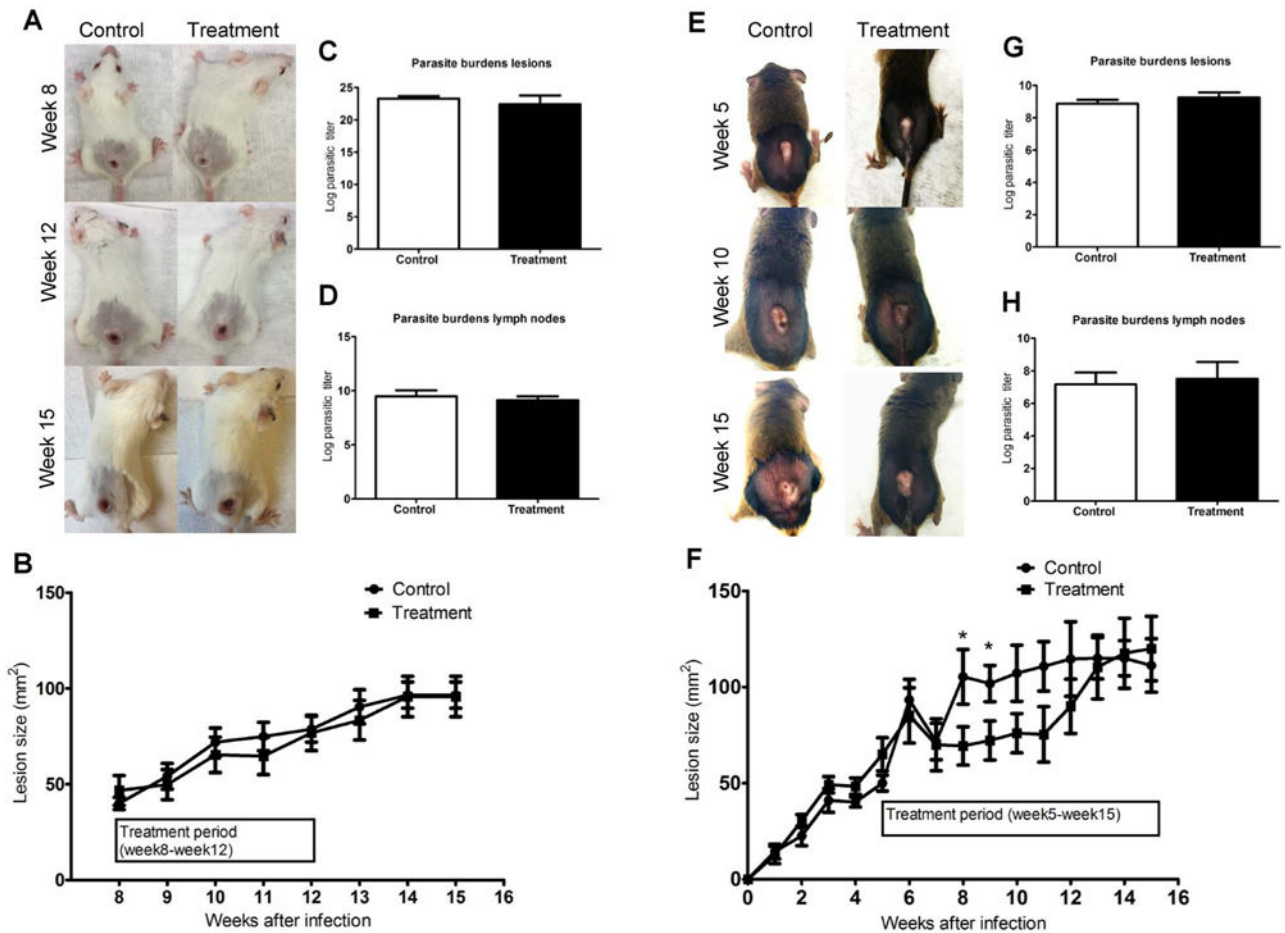 A
Control
Treatment
Week 8
Week 12
Week 15
C
Parasite burdens lesions
Log parasitic titer
25
20
15
10
5
0
Control
Treatment
D
Parasite burdens lymph nodes
Log parasitic titer
15
10
5
0
Control
Treatment
B
Control
Treatment
Lesion size (mm²)
150
100
50
0
Treatment period
(week8-week12)
8 9 10 11 12 13 14 15 16
Weeks after infection
E
Control
Treatment
Week 5
Week 10
Week 15
G
Parasite burdens lesions
Log parasitic titer
10
8
6
4
2
0
Control
Treatment
H
Parasite burdens lymph nodes
Log parasitic titer
10
8
6
4
2
0
Control
Treatment
F
Control
Treatment
Lesion size (mm²)
150
100
50
0
* *
Treatment period (week5-week15)
0 2 4 6 8 10 12 14 16
Weeks after infection